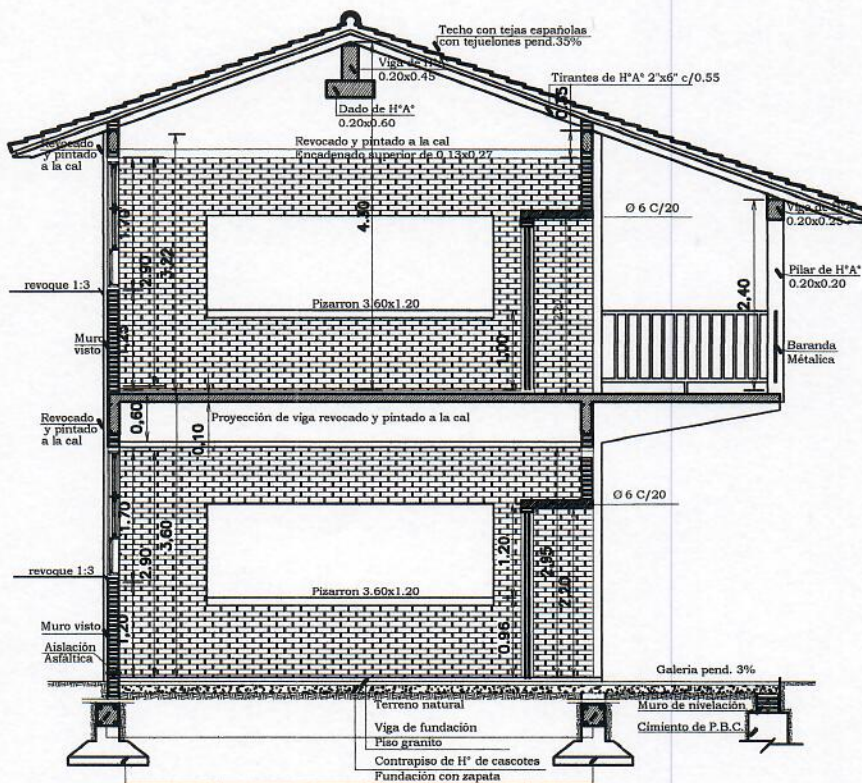 Techo con tejas españolas
con tejuelones pend.35%
Viga de H°A°
0.20x0.45
Tirantes de H°A° 2"x6" c/0.55
Dado de H°A°
0.20x0.60
Revocado
y pintado
a la cal
Revocado y pintado a la cal
Encadenado superior de 0.13x0.27
Ø 6 C/20
Viga de
0.20x0.25
1.70
2.90
3.22
4.30
2,40
Pilar de H°A°
0.20x0.20
revoque 1:3
Pizarron 3.60x1.20
1,00
Muro
visto
Baranda
Métalica
Revocado
y pintado
a la cal
0,60
0,10
Proyección de viga revocado y pintado a la cal
Ø 6 C/20
1.70
2.90
3,60
1.20
2.95
2.20
revoque 1:3
Pizarron 3.60x1.20
Muro visto
1,20
0.96
Aislación
Asfáltica
Galeria pend. 3%
Terreno natural
Muro de nivelación
Viga de fundación
Cimiento de P.B.C.
Piso granito
Contrapiso de H° de cascotes
Fundación con zapata